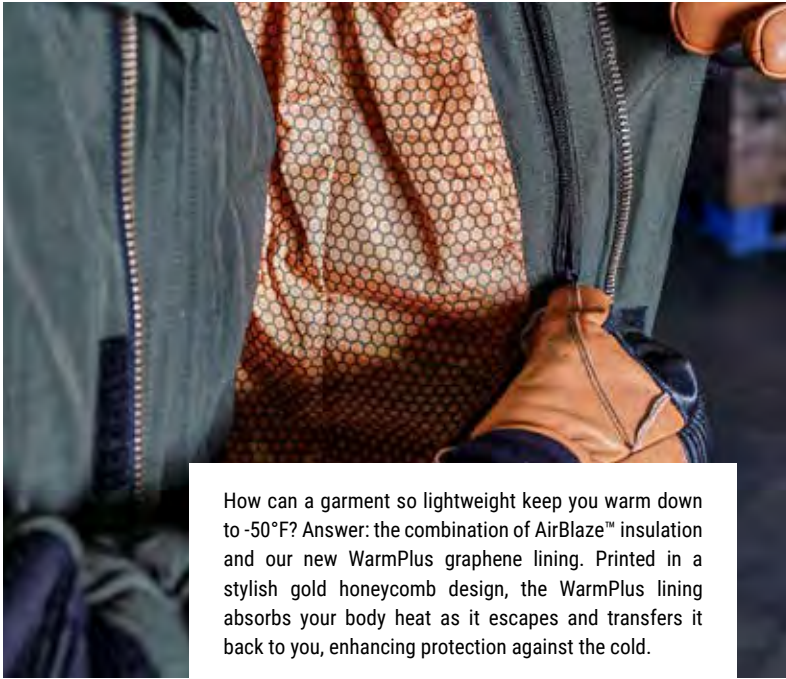 How can a garment so lightweight keep you warm down
to -50°F? Answer: the combination of AirBlaze™ insulation
and our new WarmPlus graphene lining. Printed in a
stylish gold honeycomb design, the WarmPlus lining
absorbs your body heat as it escapes and transfers it
back to you, enhancing protection against the cold.